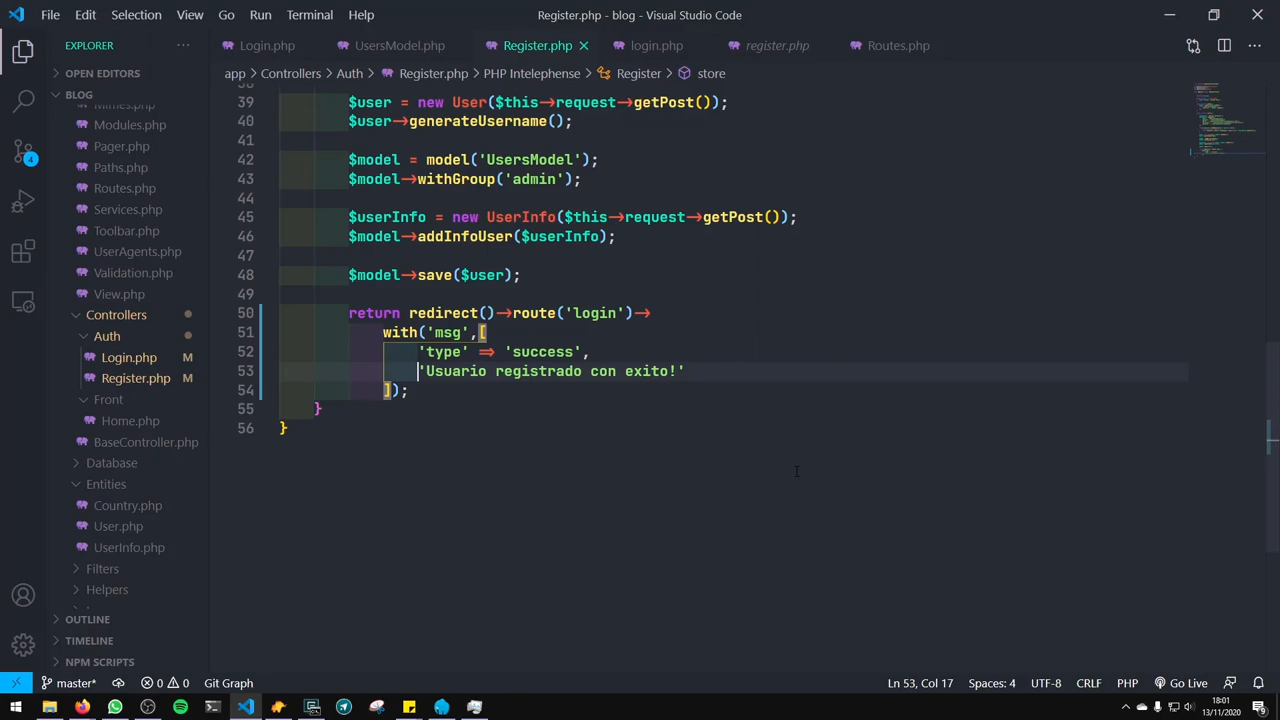 File Edit Selection View Go Run Terminal Help
Register.php - blog - Visual Studio Code
EXPLORER
Login.php UsersModel.php Register.php login.php register.php Routes.php
OPEN EDITORS
app Controllers Auth Register.php PHP Intelephense Register store
BLOG
Mimes.php
Modules.php
Pager.php
Paths.php
Routes.php
Services.php
Toolbar.php
UserAgents.php
Validation.php
View.php
Controllers
Auth
Login.php M
Register.php M
Front
Home.php
BaseController.php
Database
Entities
Country.php
User.php
UserInfo.php
Filters
Helpers
OUTLINE
TIMELINE
NPM SCRIPTS
39 $user = new User($this->request->getPost());
40 $user->generateUsername();
41
42 $model = model('UsersModel');
43 $model->withGroup('admin');
44
45 $userInfo = new UserInfo($this->request->getPost());
46 $model->addInfoUser($userInfo);
47
48 $model->save($user);
49
50 return redirect()->route('login')->
51 with('msg',[
52 'type' => 'success',
53 'Usuario registrado con exito!'
54 ]);
55 }
56 }
4
master* 0 0 Git Graph
Ln 53, Col 17 Spaces: 4 UTF-8 CRLF PHP Go Live
18:01
13/11/2020